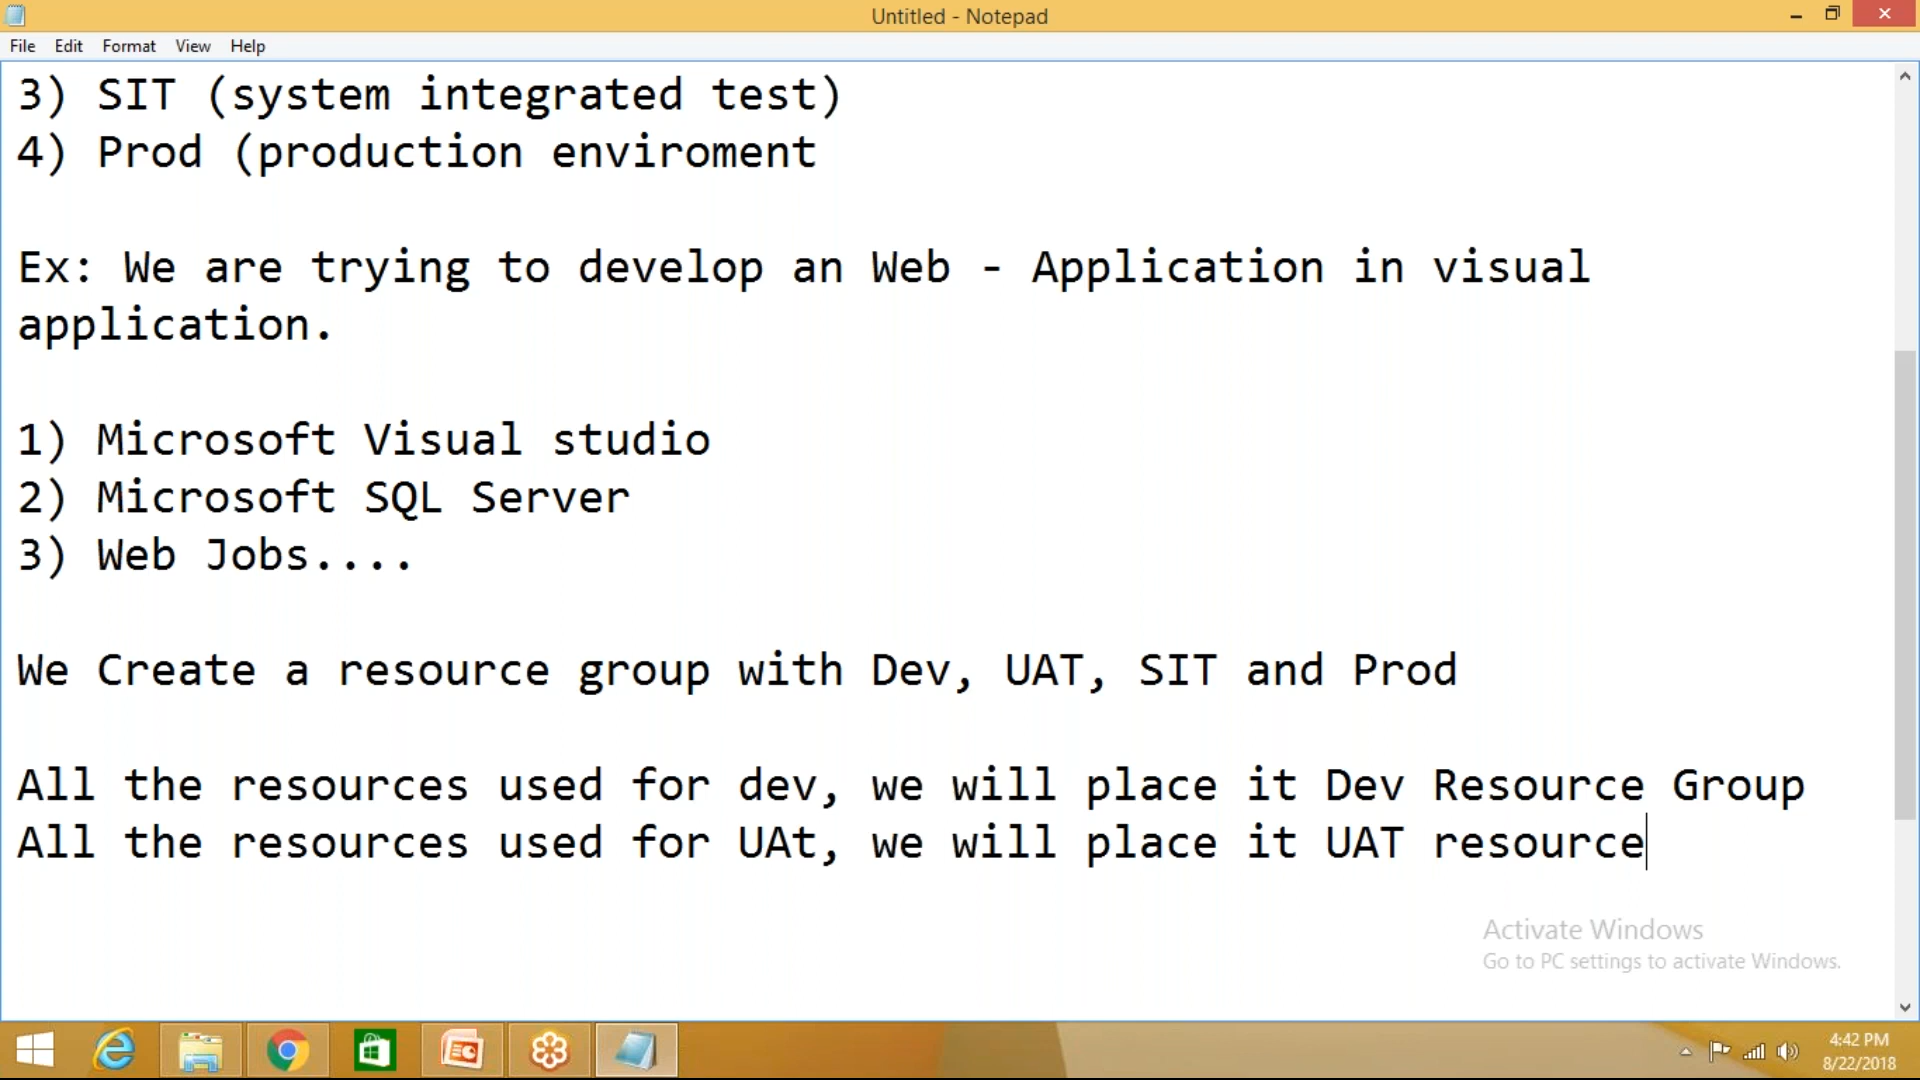 Untitled - Notepad
File Edit Format View Help
3) SIT (system integrated test)
4) Prod (production enviroment
Ex: We are trying to develop an Web - Application in visual
application.
1) Microsoft Visual studio
2) Microsoft SQL Server
3) Web Jobs....
We Create a resource group with Dev, UAT, SIT and Prod
All the resources used for dev, we will place it Dev Resource Group
All the resources used for UAt, we will place it UAT resource
Activate Windows
Go to PC settings to activate Windows.
4:42 PM
8/22/2018